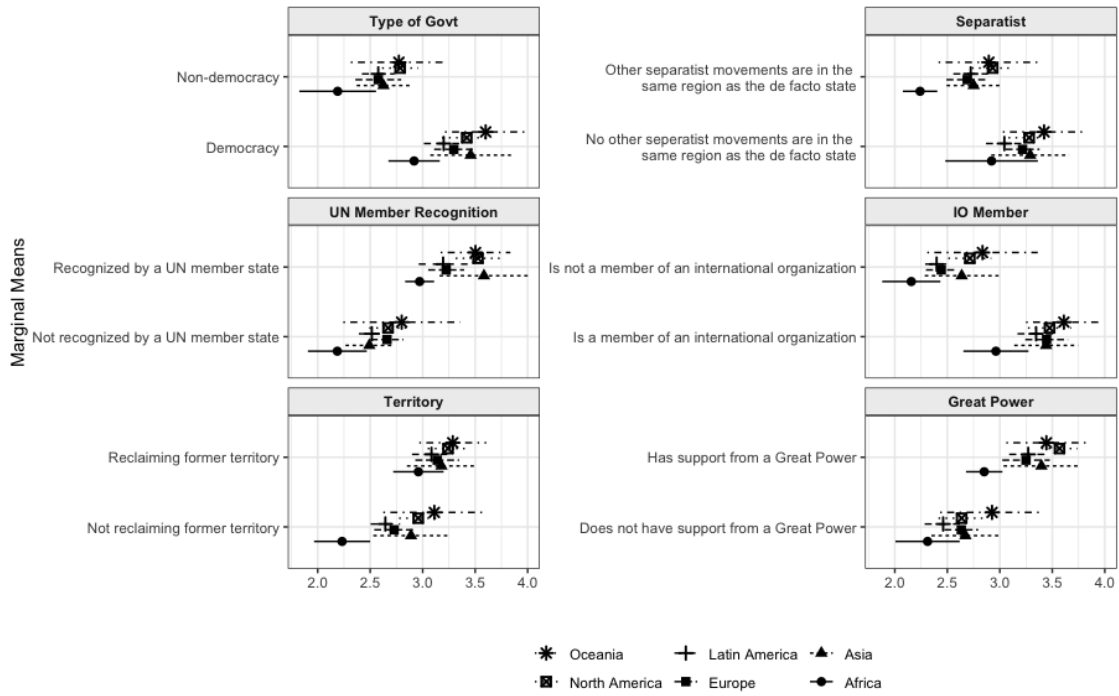 Type of Govt
Non-democracy
Democracy
Separatist
Other separatist movements are in the
same region as the de facto state
No other seperatist movements are in the
same region as the de facto state
UN Member Recognition
Recognized by a UN member state
Not recognized by a UN member state
IO Member
Is not a member of an international organization
Is a member of an international organization
Territory
Reclaiming former territory
Not reclaiming former territory
Great Power
Has support from a Great Power
Does not have support from a Great Power
Marginal Means
2.0 2.5 3.0 3.5 4.0
2.0 2.5 3.0 3.5 4.0
Oceania Latin America Asia
North America Europe Africa